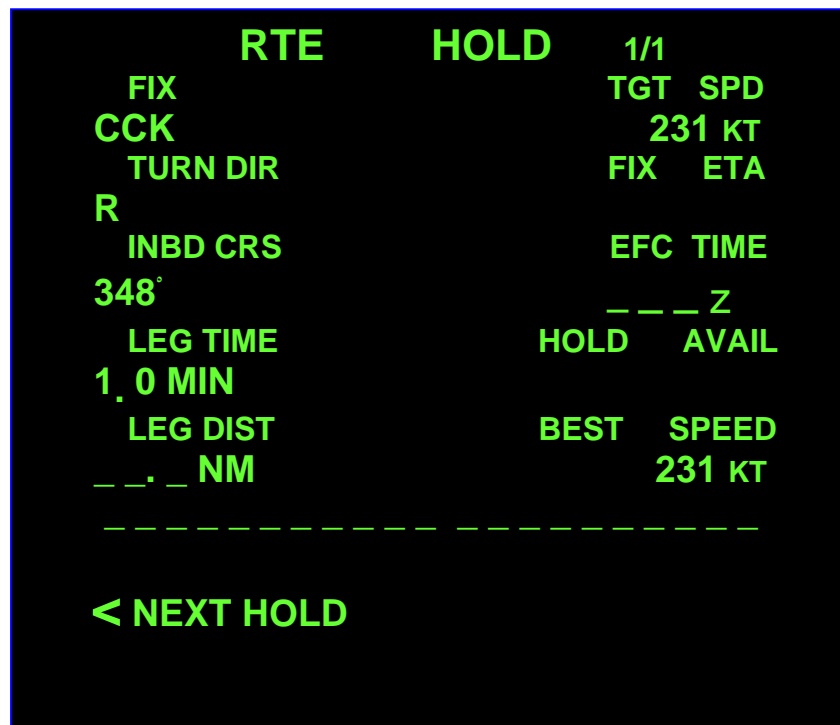 RTE HOLD 1/1
FIX TGT SPD
CCK 231 KT
TURN DIR FIX ETA
R
INBD CRS EFC TIME
348° _ _ _ Z
LEG TIME HOLD AVAIL
1. 0 MIN
LEG DIST BEST SPEED
_ _. _ NM 231 KT
_ _ _ _ _ _ _ _ _ _ _ _ _ _ _ _ _ _ _ _ _
< NEXT HOLD